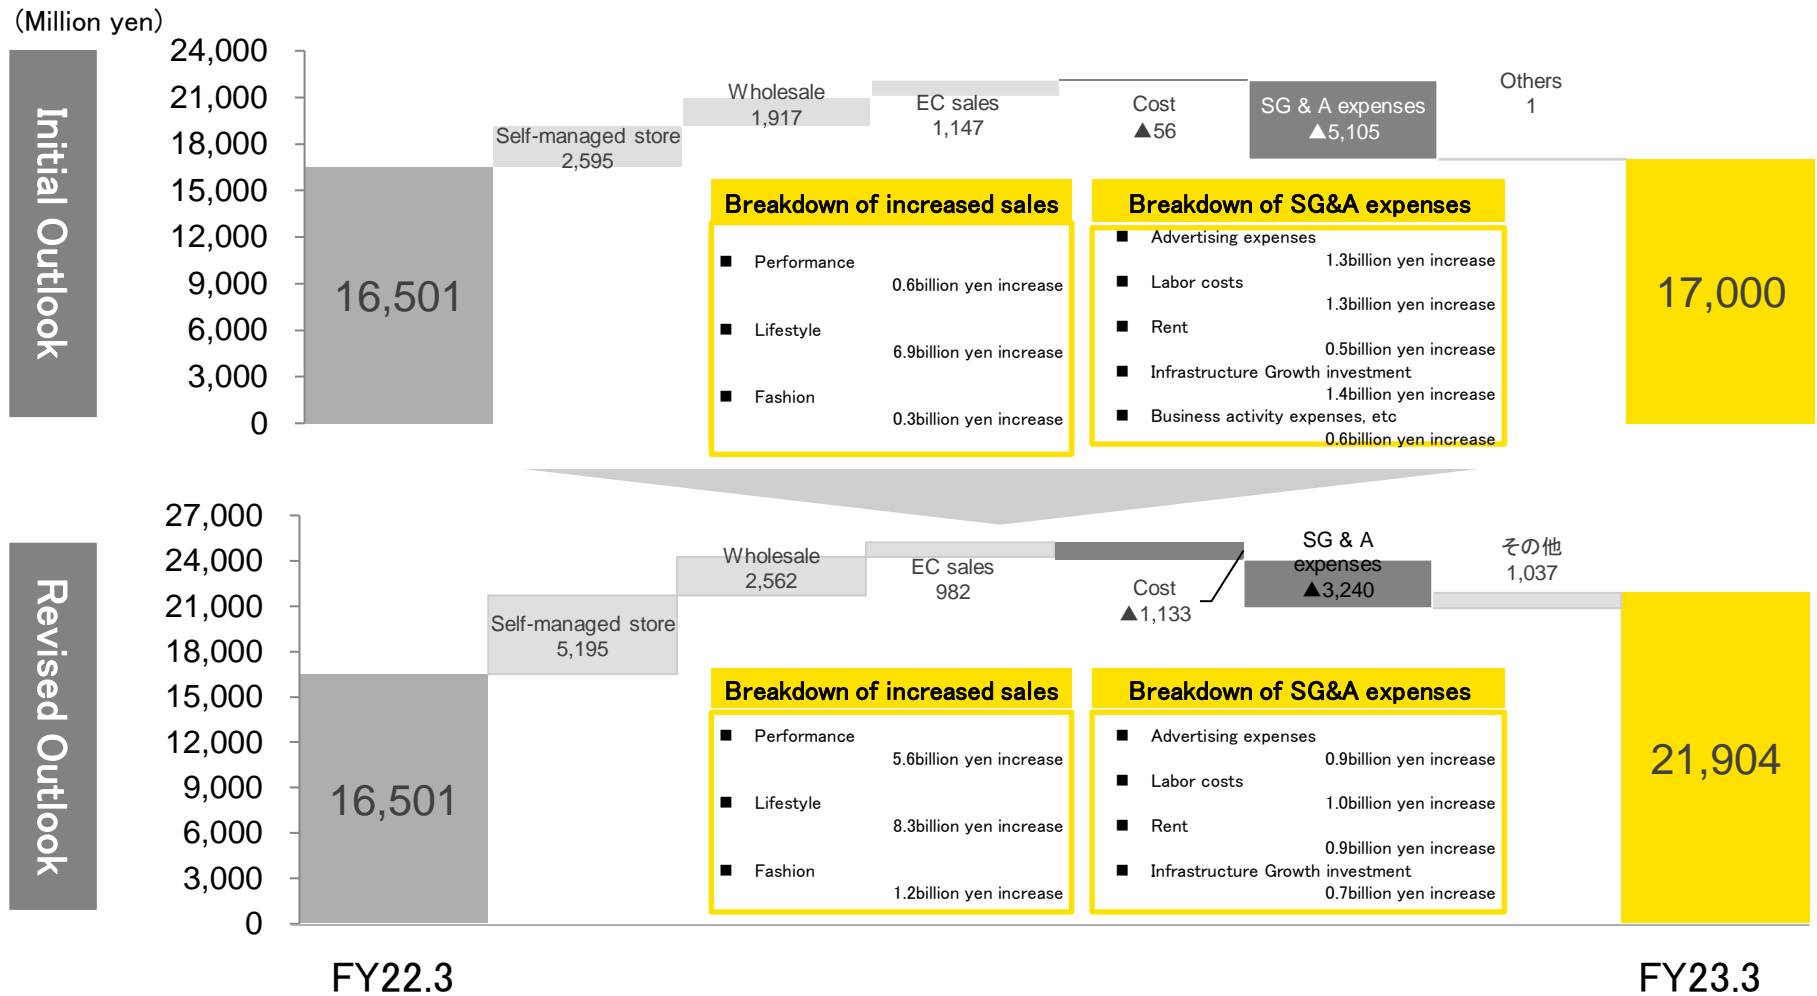 (Million yen)
Initial Outlook
24,000
21,000
18,000
15,000
12,000
9,000
6,000
3,000
0
16,501
Self-managed store
2,595
Wholesale
1,917
EC sales
1,147
Cost
▲56
SG & A expenses
▲5,105
Others
1
17,000
Breakdown of increased sales
■ Performance
0.6billion yen increase
■ Lifestyle
6.9billion yen increase
■ Fashion
0.3billion yen increase
Breakdown of SG&A expenses
■ Advertising expenses
1.3billion yen increase
■ Labor costs
1.3billion yen increase
■ Rent
0.5billion yen increase
■ Infrastructure Growth investment
1.4billion yen increase
■ Business activity expenses, etc
0.6billion yen increase
Revised Outlook
27,000
24,000
21,000
18,000
15,000
12,000
9,000
6,000
3,000
0
16,501
Self-managed store
5,195
Wholesale
2,562
EC sales
982
Cost
▲1,133
SG & A
expenses
▲3,240
その他
1,037
21,904
Breakdown of increased sales
■ Performance
5.6billion yen increase
■ Lifestyle
8.3billion yen increase
■ Fashion
1.2billion yen increase
Breakdown of SG&A expenses
■ Advertising expenses
0.9billion yen increase
■ Labor costs
1.0billion yen increase
■ Rent
0.9billion yen increase
■ Infrastructure Growth investment
0.7billion yen increase
FY22.3
FY23.3